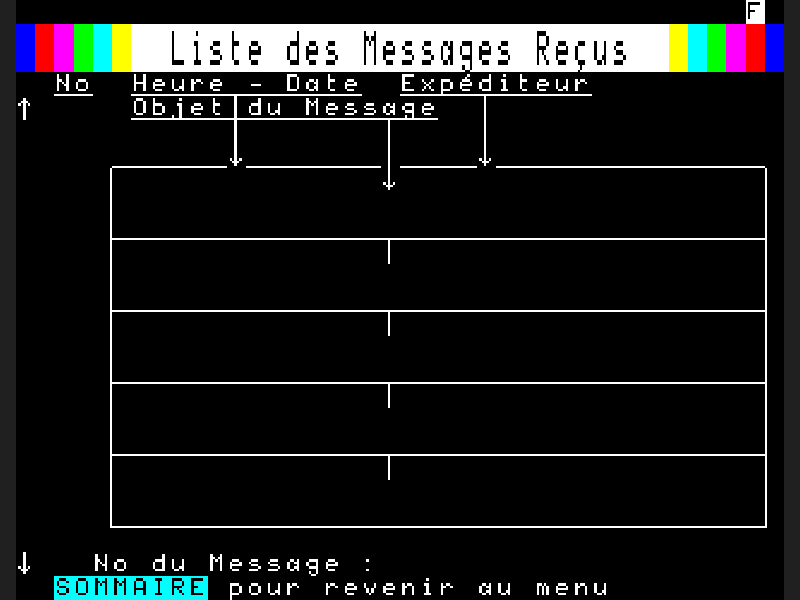 F
Liste des Messages Reçus
No Heure - Date Expéditeur
↑ Objet du Message
↓ No du Message :
SOMMAIRE pour revenir au menu